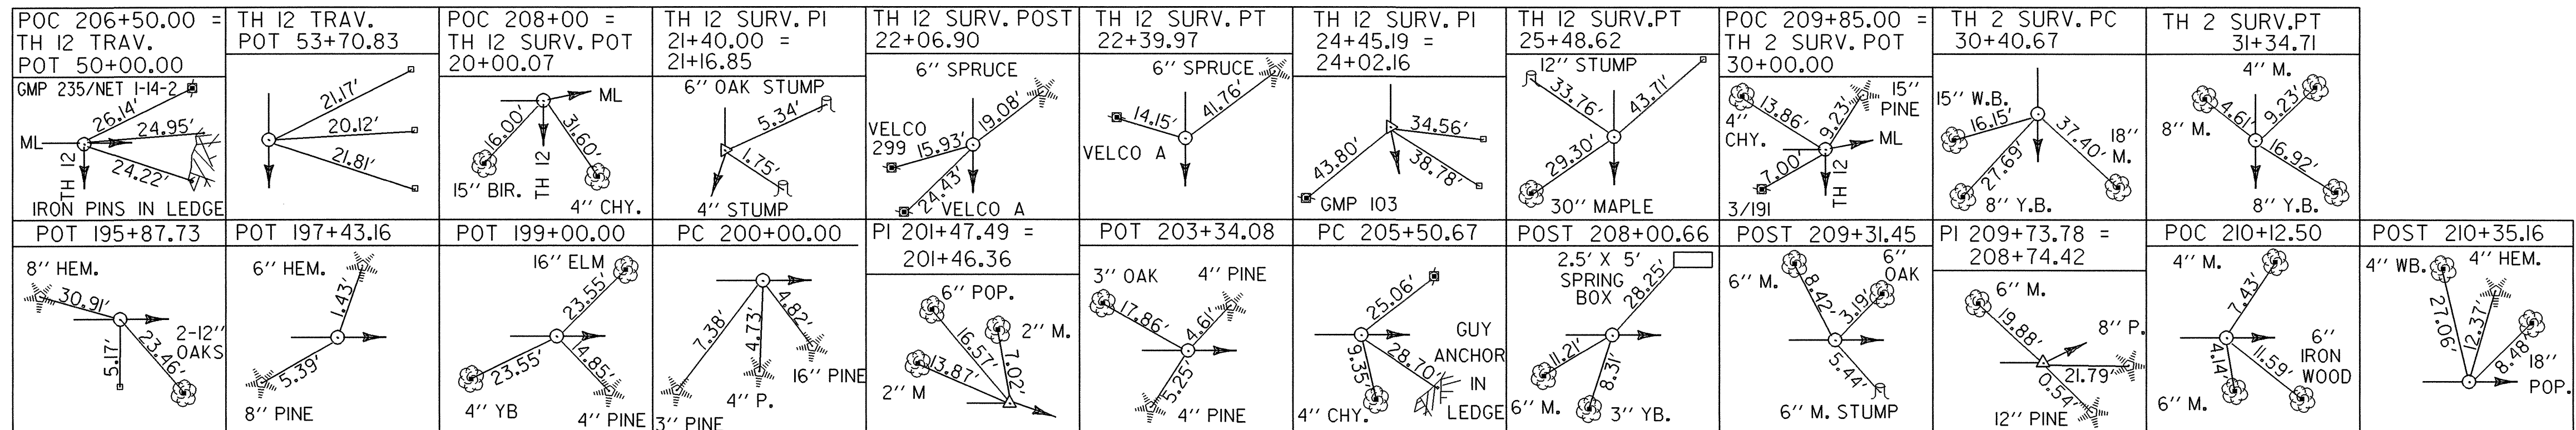 POC 206+50.00 =
TH 12 TRAV.
POT 50+00.00
GMP 235/NET 1-14-2
26.14'
24.95'
ML
24.22'
TH 12
IRON PINS IN LEDGE
TH 12 TRAV.
POT 53+70.83
21.17'
20.12'
21.81'
POC 208+00 =
TH 12 SURV. POT
20+00.07
ML
16.00'
31.60'
TH 12
15" BIR.
4" CHY.
TH 12 SURV. PI
21+40.00 =
21+16.85
6" OAK STUMP
5.34'
1.75'
4" STUMP
TH 12 SURV. POST
22+06.90
6" SPRUCE
19.08'
VELCO
299
15.93'
24.43'
VELCO A
TH 12 SURV. PT
22+39.97
6" SPRUCE
41.76'
14.15'
VELCO A
TH 12 SURV. PI
24+45.19 =
24+02.16
34.56'
43.80'
38.78'
GMP 103
TH 12 SURV. PT
25+48.62
12" STUMP
33.76'
43.71'
29.30'
30" MAPLE
POC 209+85.00 =
TH 2 SURV. POT
30+00.00
15"
PINE
13.86'
9.23'
4"
CHY.
ML
7.00'
TH 12
3/191
TH 2 SURV. PC
30+40.67
15" W.B.
16.15'
37.40'
18"
M.
27.69'
8" Y.B.
TH 2 SURV. PT
31+34.71
4" M.
4.61'
9.23'
8" M.
16.92'
8" Y.B.
POT 195+87.73
8" HEM.
30.91'
2-12"
OAKS
5.17'
23.46'
POT 197+43.16
6" HEM.
1.43'
5.39'
8" PINE
POT 199+00.00
16" ELM
23.55'
23.55'
14.85'
4" YB
4" PINE
PC 200+00.00
7.38'
4.73'
4.82'
16" PINE
4" P.
3" PINE
PI 201+47.49 =
201+46.36
6" POP.
2" M.
16.57'
7.02'
13.87'
2" M
POT 203+34.08
3" OAK
4" PINE
17.86'
4.61'
5.25'
4" PINE
PC 205+50.67
25.06'
GUY
ANCHOR
IN
LEDGE
9.35'
28.70'
4" CHY.
POST 208+00.66
2.5' X 5'
SPRING
BOX
28.25'
11.21'
8.31'
6" M.
3" YB.
POST 209+31.45
6" M.
6"
OAK
8.42'
3.19'
5.44'
6" M. STUMP
PI 209+73.78 =
208+74.42
6" M.
19.88'
8" P.
21.79'
0.54'
12" PINE
POC 210+12.50
4" M.
7.43'
4.14'
11.59'
6"
IRON
WOOD
6" M.
POST 210+35.16
4" WB.
4" HEM.
27.06'
12.37'
8.48'
18"
POP.